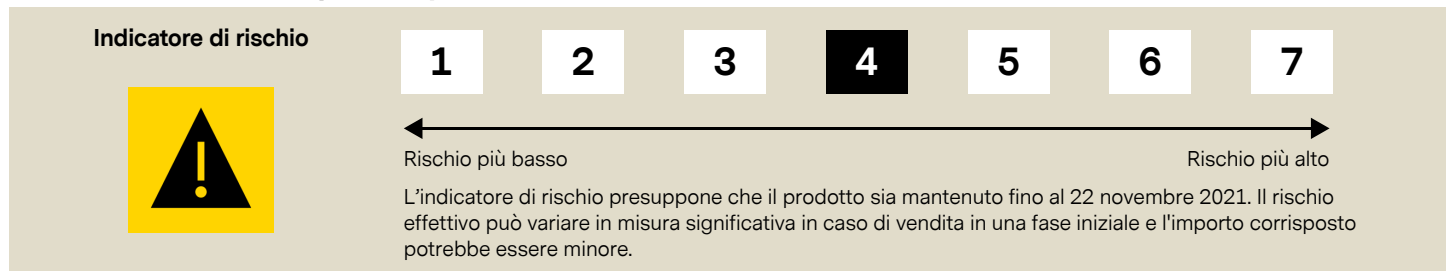 Indicatore di rischio
1 2 3 4 5 6 7
Rischio più basso Rischio più alto
L'indicatore di rischio presuppone che il prodotto sia mantenuto fino al 22 novembre 2021. Il rischio
effettivo può variare in misura significativa in caso di vendita in una fase iniziale e l'importo corrisposto
potrebbe essere minore.